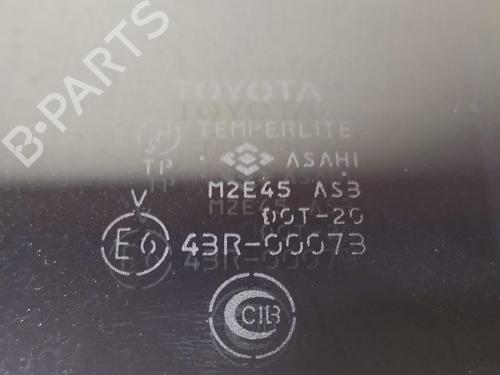 B-PARTS
TOYOTA
TEMPERLITE
TP ASAHI
M2E45 AS3
DOT-20
V
E6 43R-00073
CIB